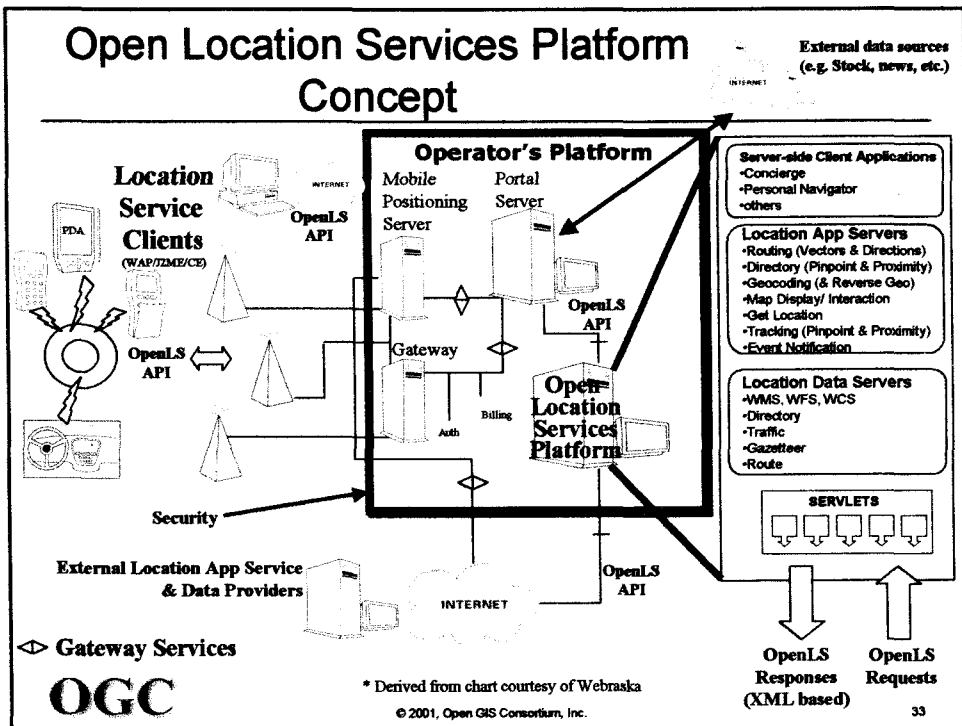 Open Location Services Platform
Concept
External data sources
(e.g. Stock, news, etc.)
INTERNET
Location
Service
Clients
(WAP/J2ME/CE)
INTERNET
OpenLS
API
PDA
OpenLS
API
Operator's Platform
Mobile
Positioning
Server
Portal
Server
OpenLS
API
Gateway
Auth
Billing
Open
Location
Services
Platform
Security
External Location App Service
& Data Providers
INTERNET
OpenLS
API
Server-side Client Applications
•Concierge
•Personal Navigator
•others
Location App Servers
•Routing (Vectors & Directions)
•Directory (Pinpoint & Proximity)
•Geocoding (& Reverse Geo)
•Map Display/ Interaction
•Get Location
•Tracking (Pinpoint & Proximity)
•Event Notification
Location Data Servers
•WMS, WFS, WCS
•Directory
•Traffic
•Gazetteer
•Route
SERVLETS
OpenLS
Responses
(XML based)
OpenLS
Requests
Gateway Services
OGC
* Derived from chart courtesy of Webraska
© 2001, Open GIS Consortium, Inc.
33